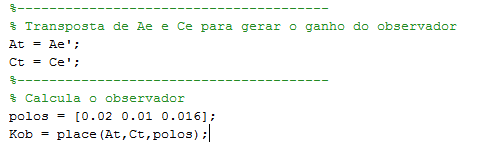 %---------------------------------------
% Transposta de Ae e Ce para gerar o ganho do observador
At = Ae';
Ct = Ce';
%---------------------------------------
% Calcula o observador
polos = [0.02 0.01 0.016];
Kob = place(At,Ct,polos);